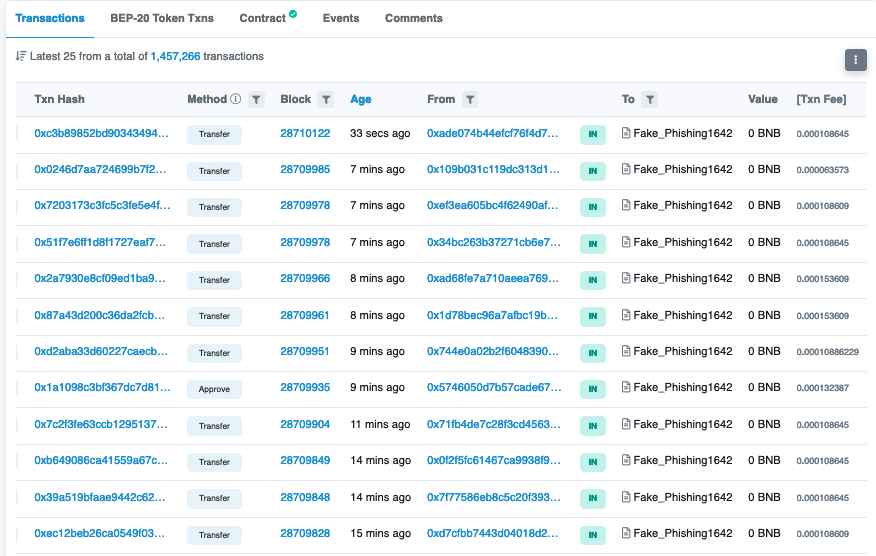 Transactions BEP-20 Token Txns Contract Events Comments
Latest 25 from a total of 1,457,266 transactions
Txn Hash Method Block Age From To Value [Txn Fee]
0xc3b89852bd90343494... Transfer 28710122 33 secs ago 0xade074b44efcf76f4d7... IN Fake_Phishing1642 0 BNB 0.000108645
0x0246d7aa724699b7f2... Transfer 28709985 7 mins ago 0x109b031c119dc313d1... IN Fake_Phishing1642 0 BNB 0.000063573
0x7203173c3fc5c3fe5e4f... Transfer 28709978 7 mins ago 0xef3ea605bc4f62490af... IN Fake_Phishing1642 0 BNB 0.000108609
0x51f7e6ff1d8f1727eaf7... Transfer 28709978 7 mins ago 0x34bc263b37271cb6e7... IN Fake_Phishing1642 0 BNB 0.000108645
0x2a7930e8cf09ed1ba9... Transfer 28709966 8 mins ago 0xad68fe7a710aeea769... IN Fake_Phishing1642 0 BNB 0.000153609
0x87a43d200c36da2fcb... Transfer 28709961 8 mins ago 0x1d78bec96a7afbc19b... IN Fake_Phishing1642 0 BNB 0.000153609
0xd2aba33d60227caecb... Transfer 28709951 9 mins ago 0x744e0a02b2f6048390... IN Fake_Phishing1642 0 BNB 0.00010886229
0x1a1098c3bf367dc7d81... Approve 28709935 9 mins ago 0x5746050d7b57cade67... IN Fake_Phishing1642 0 BNB 0.000132387
0x7c2f3fe63ccb1295137... Transfer 28709904 11 mins ago 0x71fb4de7c28f3cd4563... IN Fake_Phishing1642 0 BNB 0.000108645
0xb649086ca41559a67c... Transfer 28709849 14 mins ago 0x0f2f5fc61467ca9938f9... IN Fake_Phishing1642 0 BNB 0.000108645
0x39a519bfaae9442c62... Transfer 28709848 14 mins ago 0x7f77586eb8c5c20f393... IN Fake_Phishing1642 0 BNB 0.000108645
0xec12beb26ca0549f03... Transfer 28709828 15 mins ago 0xd7cfbb7443d04018d2... IN Fake_Phishing1642 0 BNB 0.000108609